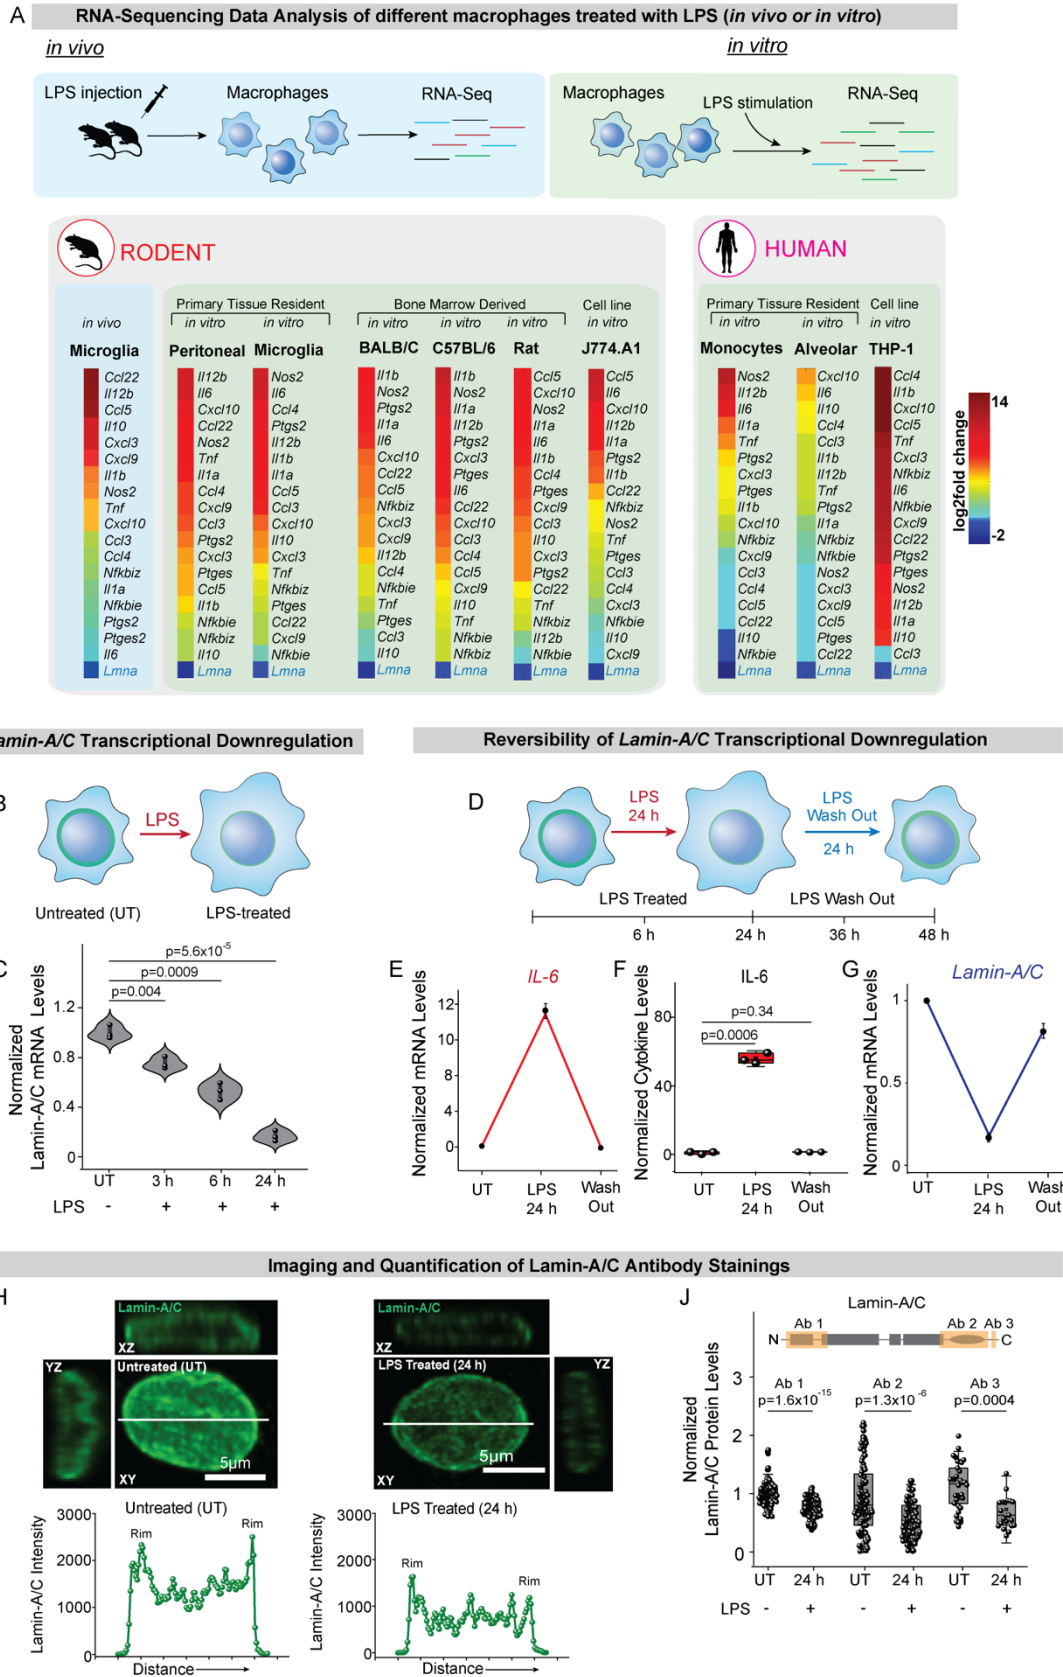 A
RNA-Sequencing Data Analysis of different macrophages treated with LPS (in vivo or in vitro)
in vivo
in vitro
LPS injection
Macrophages
RNA-Seq
Macrophages
LPS stimulation
RNA-Seq
RODENT
HUMAN
Primary Tissue Resident
Bone Marrow Derived
Cell line
Primary Tissure Resident
Cell line
in vivo
in vitro
in vitro
in vitro
in vitro
in vitro
in vitro
in vitro
in vitro
in vitro
Microglia
Ccl22
Il12b
Ccl5
Il10
Cxcl3
Cxcl9
Il1b
Nos2
Tnf
Cxcl10
Ccl3
Ccl4
Nfkbiz
Il1a
Nfkbie
Ptgs2
Ptges2
Il6
Lmna
Peritoneal
Il12b
Il6
Cxcl10
Ccl22
Nos2
Tnf
Il1a
Ccl4
Cxcl9
Ccl3
Ptgs2
Cxcl3
Ptges
Ccl5
Il1b
Nfkbie
Nfkbiz
Il10
Lmna
Microglia
Nos2
Il6
Ccl4
Ptgs2
Il12b
Il1b
Il1a
Ccl5
Ccl3
Cxcl10
Il10
Cxcl3
Tnf
Nfkbiz
Ptges
Ccl22
Cxcl9
Nfkbie
Lmna
BALB/C
Il1b
Nos2
Ptgs2
Il1a
Il6
Cxcl10
Ccl22
Ccl5
Nfkbiz
Cxcl3
Cxcl9
Il12b
Ccl4
Nfkbie
Tnf
Ptges
Ccl3
Il10
Lmna
C57BL/6
Il1b
Nos2
Il1a
Il12b
Ptgs2
Cxcl3
Ptges
Il6
Ccl22
Cxcl10
Ccl3
Ccl4
Ccl5
Cxcl9
Il10
Tnf
Nfkbie
Nfkbiz
Lmna
Rat
Ccl5
Cxcl10
Nos2
Il1a
Il6
Il1b
Ccl4
Ptges
Cxcl9
Ccl3
Il10
Cxcl3
Ptgs2
Ccl22
Tnf
Nfkbiz
Il12b
Nfkbie
Lmna
J774.A1
Ccl5
Il6
Cxcl10
Il12b
Il1a
Ptgs2
Il1b
Ccl22
Nfkbiz
Nos2
Tnf
Ptges
Ccl3
Ccl4
Cxcl3
Nfkbie
Il10
Cxcl9
Lmna
Monocytes
Nos2
Il12b
Il6
Il1a
Tnf
Ptgs2
Cxcl3
Ptges
Il1b
Cxcl10
Nfkbiz
Cxcl9
Ccl3
Ccl4
Ccl5
Ccl22
Il10
Nfkbie
Lmna
Alveolar
Cxcl10
Il6
Il10
Ccl4
Ccl3
Il1b
Il12b
Tnf
Ptgs2
Il1a
Nfkbiz
Nfkbie
Nos2
Cxcl3
Cxcl9
Ccl5
Ptges
Ccl22
Lmna
THP-1
Ccl4
Il1b
Cxcl10
Ccl5
Tnf
Cxcl3
Nfkbiz
Il6
Nfkbie
Cxcl9
Ccl22
Ptgs2
Ptges
Nos2
Il12b
Il1a
Il10
Ccl3
Lmna
14
log2fold change
-2
amin-A/C Transcriptional Downregulation
Reversibility of Lamin-A/C Transcriptional Downregulation
B
LPS
Untreated (UT)
LPS-treated
D
LPS
24 h
LPS
Wash Out
24 h
LPS Treated
LPS Wash Out
6 h
24 h
36 h
48 h
C
Normalized
Lamin-A/C mRNA Levels
p=5.6x10-5
p=0.0009
p=0.004
1.2
0.8
0.4
0
UT
3 h
6 h
24 h
LPS
-
+
+
+
E
IL-6
Normalized mRNA Levels
12
10
8
4
0
UT
LPS
24 h
Wash
Out
F
IL-6
Normalized Cytokine Levels
p=0.34
p=0.0006
80
40
0
UT
LPS
24 h
Wash
Out
G
Lamin-A/C
Normalized mRNA Levels
1
0.5
0
UT
LPS
24 h
Wash
Out
Imaging and Quantification of Lamin-A/C Antibody Stainings
H
Lamin-A/C
XZ
YZ
Untreated (UT)
5µm
XY
Lamin-A/C
XZ
LPS Treated (24 h)
YZ
5µm
XY
Untreated (UT)
Lamin-A/C Intensity
3000
2000
1000
0
Rim
Rim
Distance
LPS Treated (24 h)
Lamin-A/C Intensity
3000
2000
1000
0
Rim
Rim
Distance
J
Lamin-A/C
Ab 1
Ab 2
Ab 3
N
C
Normalized
Lamin-A/C Protein Levels
3
2
1
0
Ab 1
p=1.6x10-15
Ab 2
p=1.3x10-6
Ab 3
p=0.0004
UT
24 h
UT
24 h
UT
24 h
LPS
-
+
-
+
-
+